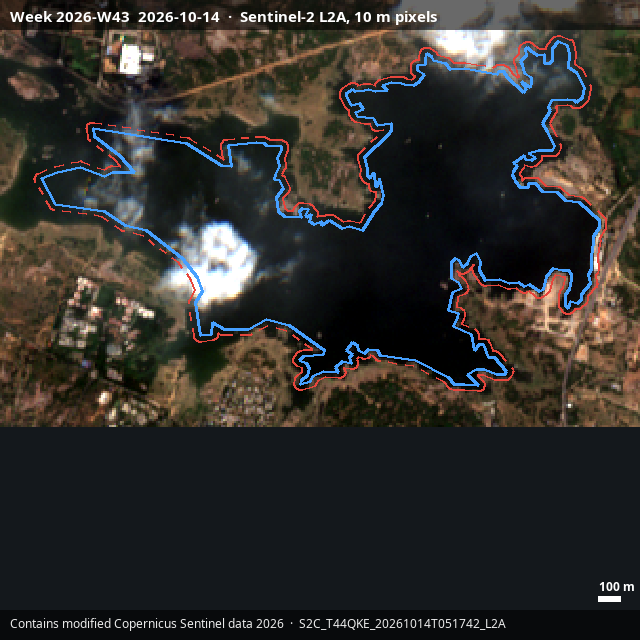 Week 2026-W43 2026-10-14 · Sentinel-2 L2A, 10 m pixels
100 m
Contains modified Copernicus Sentinel data 2026 · S2C_T44QKE_20261014T051742_L2A